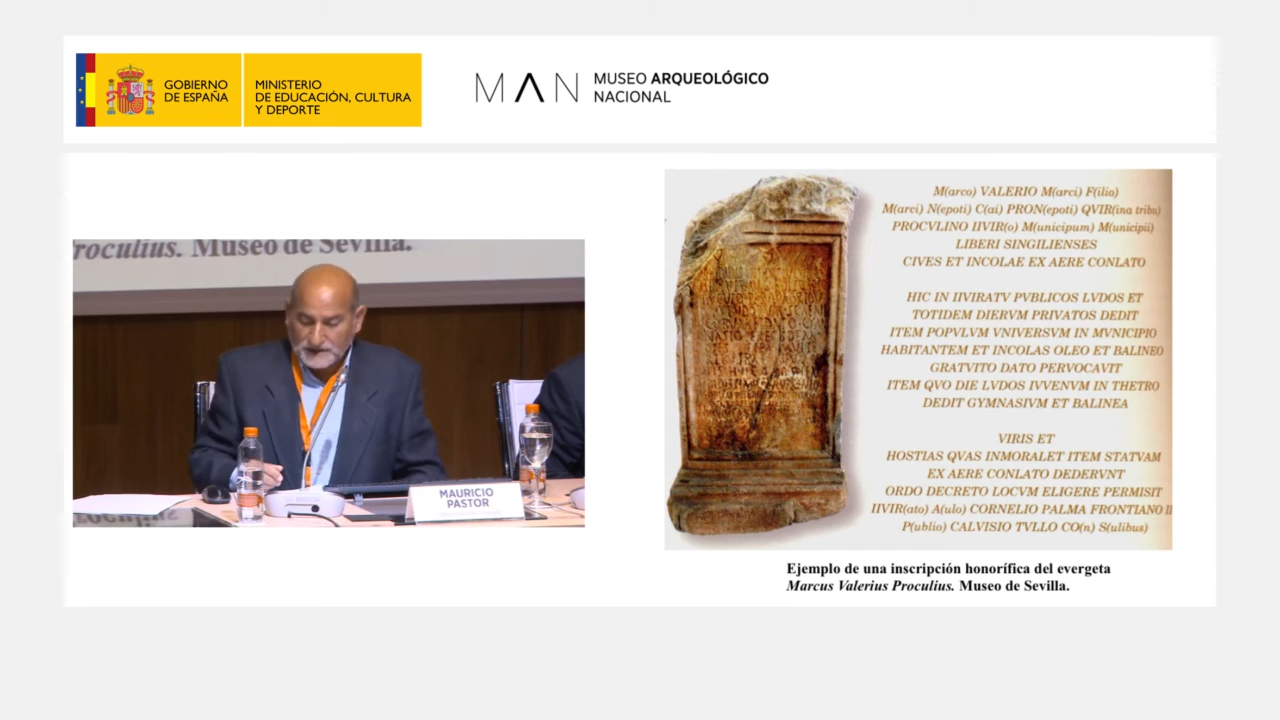 GOBIERNO
DE ESPAÑA
MINISTERIO
DE EDUCACIÓN, CULTURA
Y DEPORTE
MAN
MUSEO ARQUEOLÓGICO
NACIONAL
roculius. Museo de Sevilla.
MAURICIO
PASTOR
M(arco) VALERIO M(arci) F(ilio)
M(arci) N(epoti) C(ai) PRON(epoti) QVIR(ina tribu)
PROCVLINO IIVIR(o) M(unicipum) M(unicipii)
LIBERI SINGILIENSES
CIVES ET INCOLAE EX AERE CONLATO
HIC IN IIVIRATV PVBLICOS LVDOS ET
TOTIDEM DIERVM PRIVATOS DEDIT
ITEM POPVLVM VNIVERSVM IN MVNICIPIO
HABITANTEM ET INCOLAS OLEO ET BALINEO
GRATVITO DATO PERVOCAVIT
ITEM QVO DIE LVDOS IVVENVM IN THETRO
DEDIT GYMNASIVM ET BALINEA
VIRIS ET
HOSTIAS QVAS INMORALET ITEM STATVAM
EX AERE CONLATO DEDERVNT
ORDO DECRETO LOCVM ELIGERE PERMISIT
IIVIR(ato) A(ulo) CORNELIO PALMA FRONTIANO II
P(ublio) CALVISIO TVLLO CO(n) S(ulibus)
Ejemplo de una inscripción honorífica del evergeta
Marcus Valerius Proculius. Museo de Sevilla.